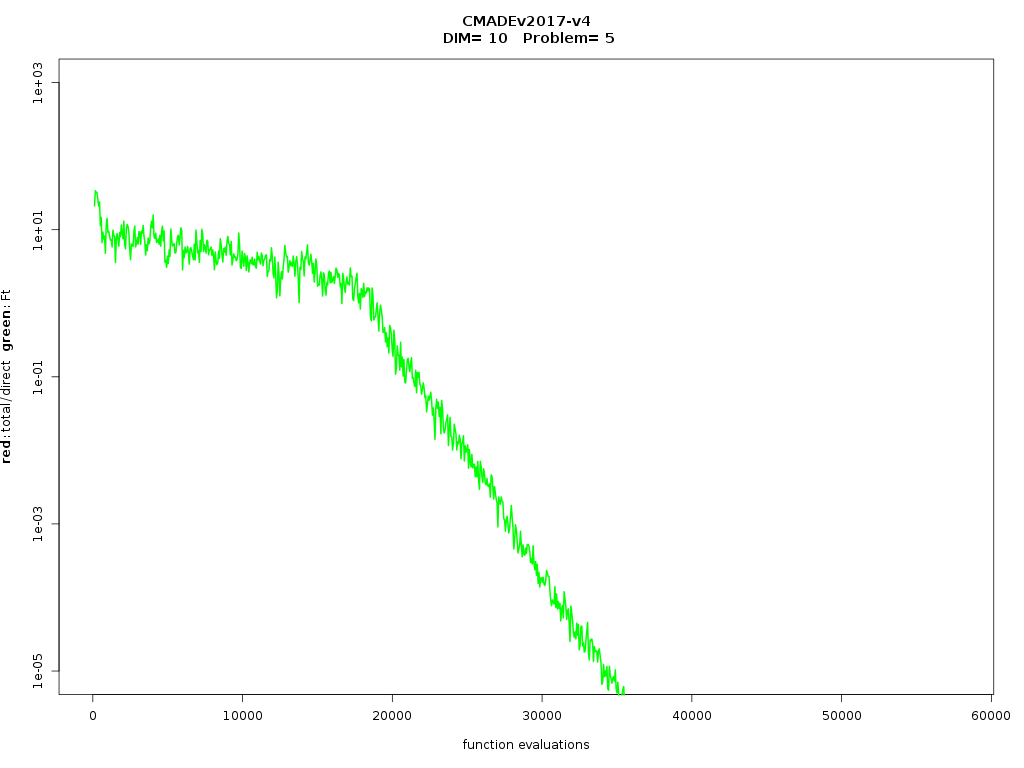 CMADEv2017-v4
DIM= 10 Problem= 5
1e+03
1e+01
1e-01
1e-03
1e-05
red:total/direct green: Ft
0 10000 20000 30000 40000 50000 60000
function evaluations